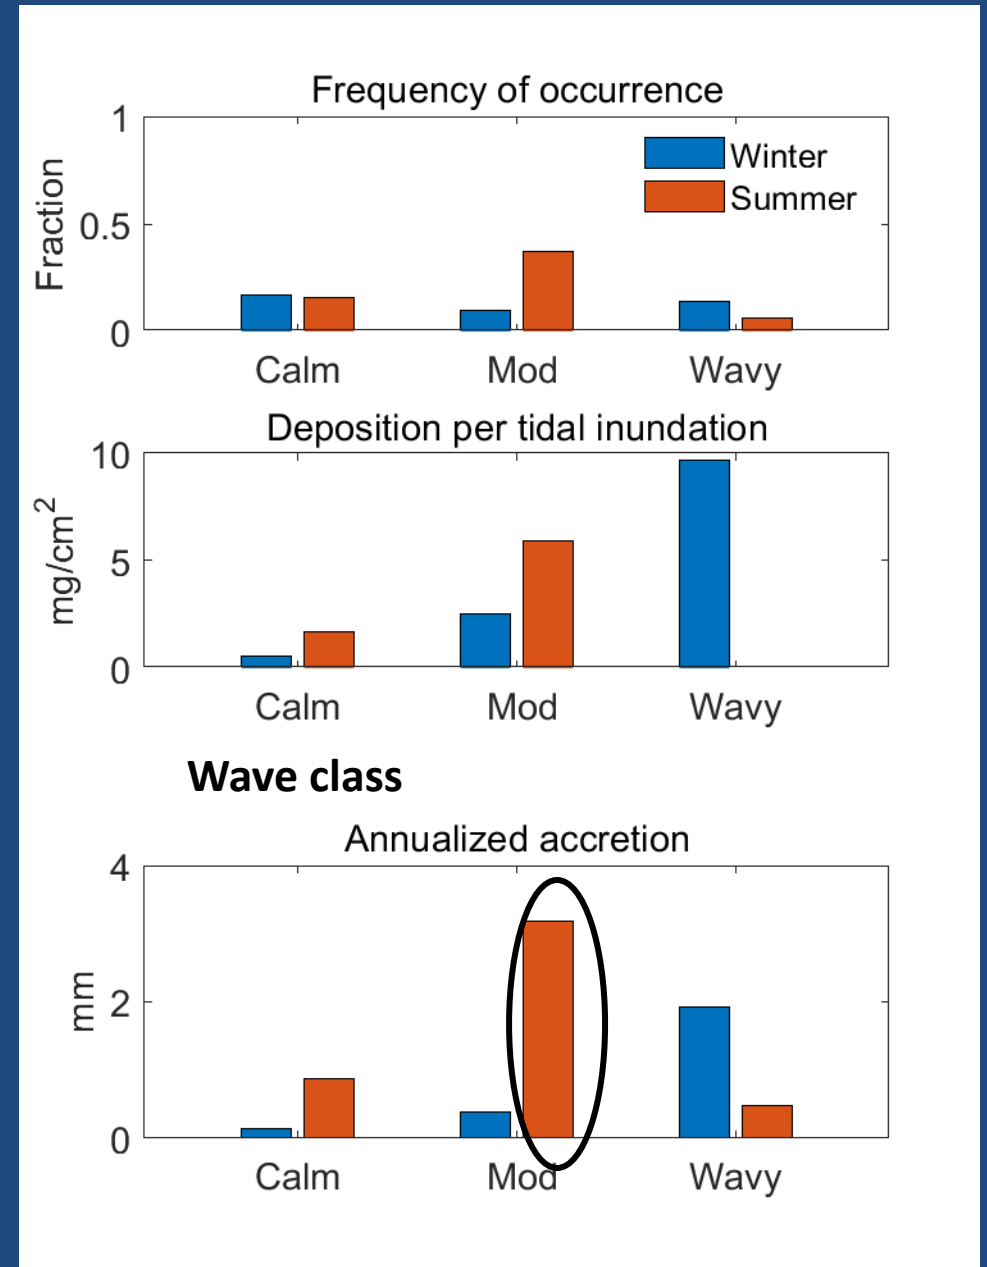 Frequency of occurrence
1
0.5
0
Fraction
Winter
Summer
Calm Mod Wavy
Deposition per tidal inundation
10
5
0
mg/cm2
Calm Mod Wavy
Wave class
Annualized accretion
4
2
0
mm
Calm Mod Wavy